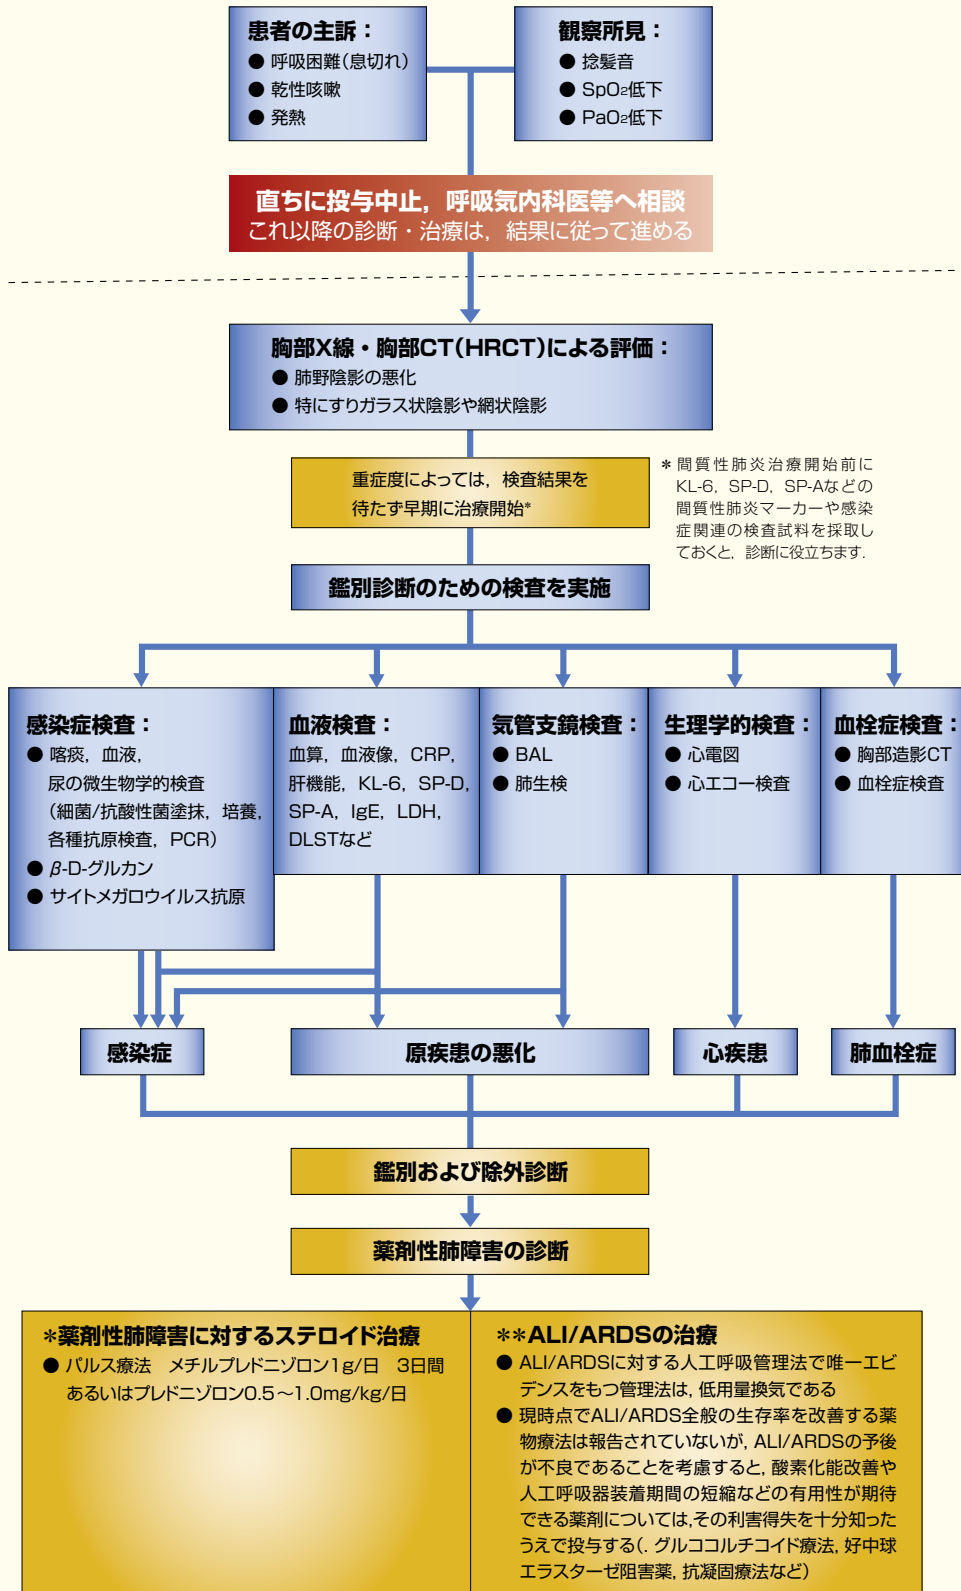 患者の主訴：
● 呼吸困難(息切れ)
● 乾性咳嗽
● 発熱
観察所見：
● 捻髪音
● SpO₂低下
● PaO₂低下
直ちに投与中止，呼吸気内科医等へ相談
これ以降の診断・治療は，結果に従って進める
胸部X線・胸部CT(HRCT)による評価：
● 肺野陰影の悪化
● 特にすりガラス状陰影や網状陰影
重症度によっては，検査結果を
待たず早期に治療開始*
＊間質性肺炎治療開始前に
KL-6，SP-D，SP-Aなどの
間質性肺炎マーカーや感染
症関連の検査試料を採取し
ておくと，診断に役立ちます．
鑑別診断のための検査を実施
感染症検査：
● 喀痰，血液，
尿の微生物学的検査
(細菌/抗酸性菌塗抹，培養，
各種抗原検査，PCR)
● β-D-グルカン
● サイトメガロウイルス抗原
血液検査：
血算，血液像，CRP，
肝機能，KL-6，SP-D，
SP-A，IgE，LDH，
DLSTなど
気管支鏡検査：
● BAL
● 肺生検
生理学的検査：
● 心電図
● 心エコー検査
血栓症検査：
● 胸部造影CT
● 血栓症検査
感染症
原疾患の悪化
心疾患
肺血栓症
鑑別および除外診断
薬剤性肺障害の診断
＊薬剤性肺障害に対するステロイド治療
● パルス療法　メチルプレドニゾロン1g/日　3日間
あるいはプレドニゾロン0.5～1.0mg/kg/日
＊＊ALI/ARDSの治療
● ALI/ARDSに対する人工呼吸管理法で唯一エビ
デンスをもつ管理法は，低用量換気である
● 現時点でALI/ARDS全般の生存率を改善する薬
物療法は報告されていないが，ALI/ARDSの予後
が不良であることを考慮すると，酸素化能改善や
人工呼吸器装着期間の短縮などの有用性が期待
できる薬剤については，その利害得失を十分知った
うえで投与する(．グルココルチコイド療法，好中球
エラスターゼ阻害薬，抗凝固療法など)